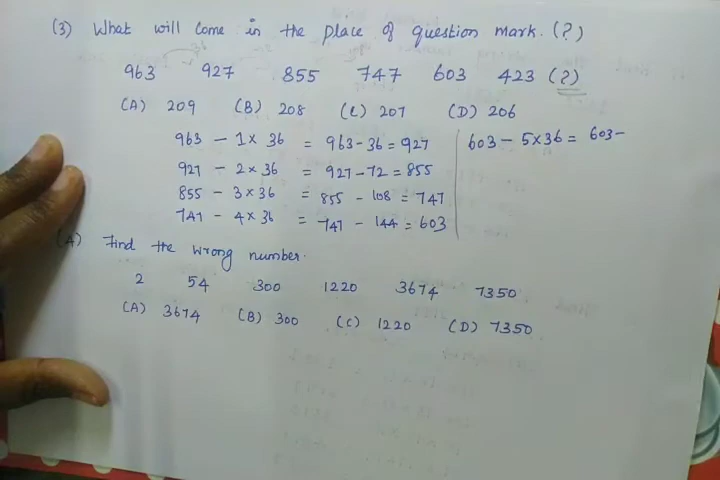 (3) What will Come in the place of question mark. (?)
36
963 927 855 747 603 423 (?)
(A) 209 (B) 208 (C) 207 (D) 206
963 - 1 x 36 = 963 - 36 = 927
927 - 2 x 36 = 927 - 72 = 855
855 - 3 x 36 = 855 - 108 = 747
747 - 4 x 36 = 747 - 144 = 603
603 - 5 x 36 = 603 -
(4) Find the wrong number.
2 54 300 1220 3674 7350
(A) 3674 (B) 300 (C) 1220 (D) 7350